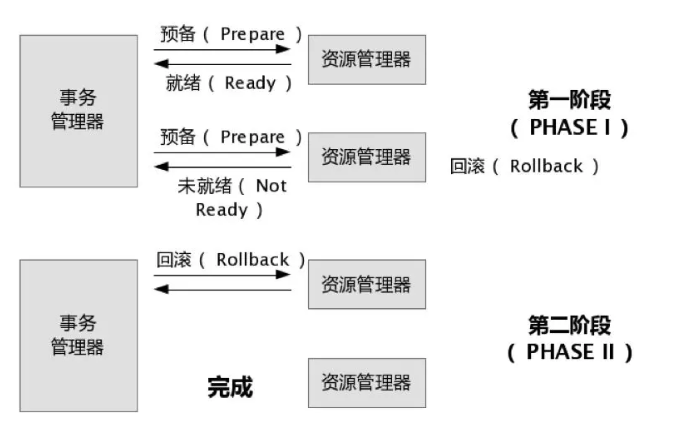 预备（ Prepare ）
资源管理器
就绪（ Ready ）
事务
管理器
第一阶段
（ PHASE I ）
预备（ Prepare ）
资源管理器
回滚（ Rollback ）
未就绪（ Not
Ready ）
回滚（ Rollback ）
资源管理器
事务
管理器
第二阶段
（ PHASE II ）
完成
资源管理器